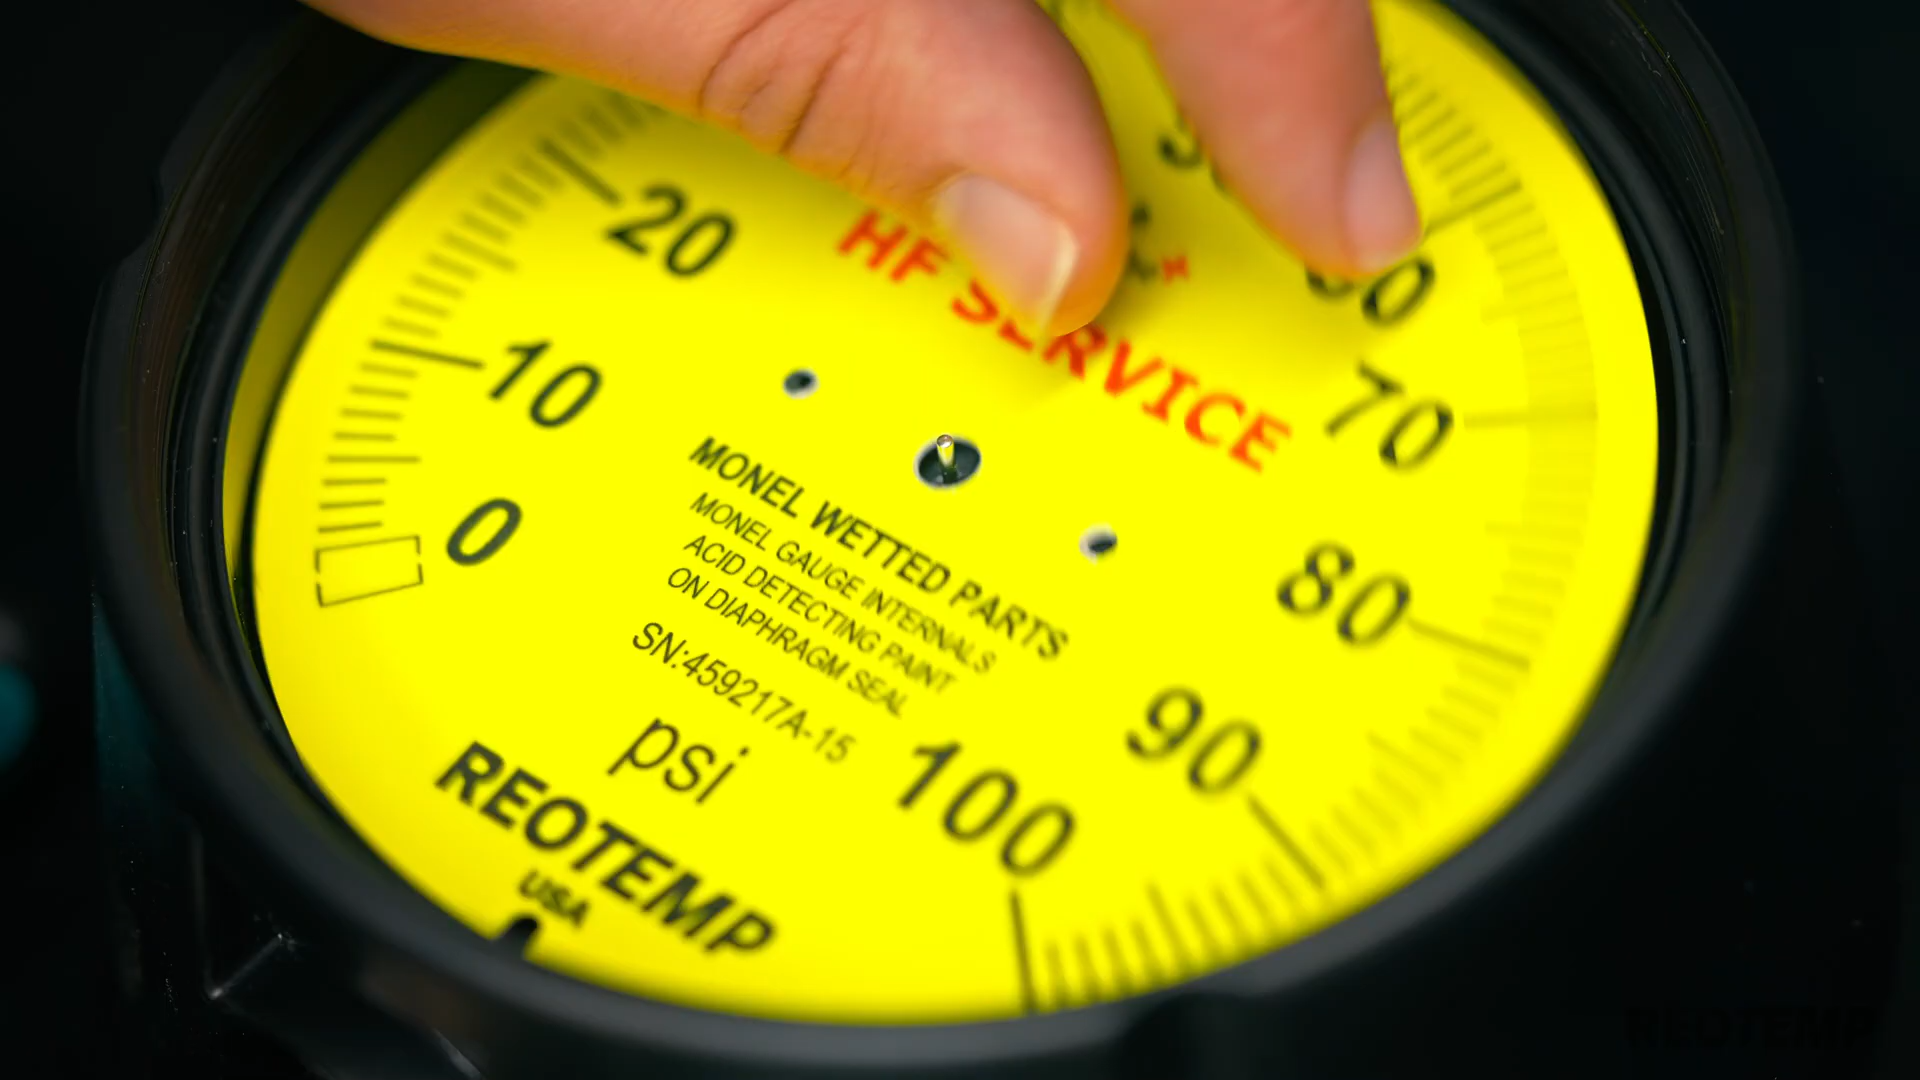 20
HF SERVICE
10
70
0
80
MONEL WETTED PARTS
MONEL GAUGE INTERNALS
ACID DETECTING PAINT
ON DIAPHRAGM SEAL
SN:459217A-15
psi
90
100
REOTEMP
USA
REOTEMP